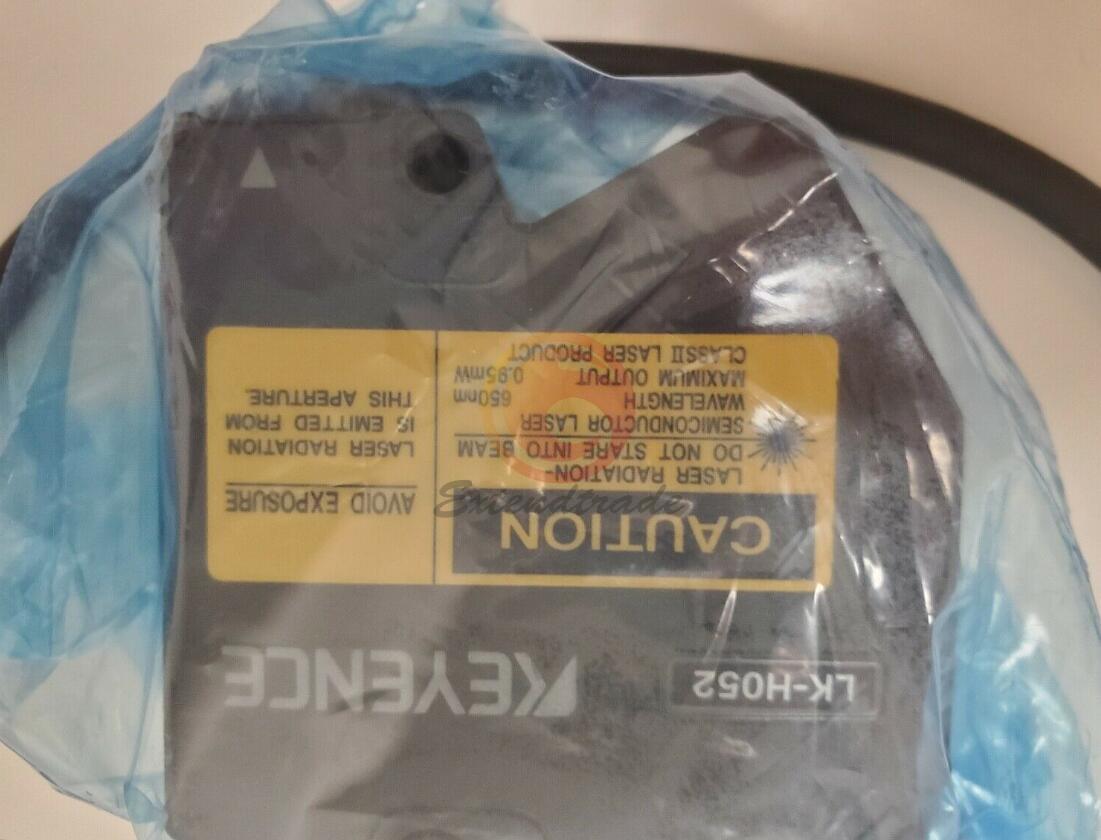 KEYENCE
LK-H052
CAUTION
LASER RADIATION-
DO NOT STARE INTO BEAM
SEMICONDUCTOR LASER
WAVELENGTH 650nm
MAXIMUM OUTPUT 0.95mW
CLASSⅡ LASER PRODUCT
AVOID EXPOSURE
LASER RADIATION
IS EMITTED FROM
THIS APERTURE.
Extendtrade